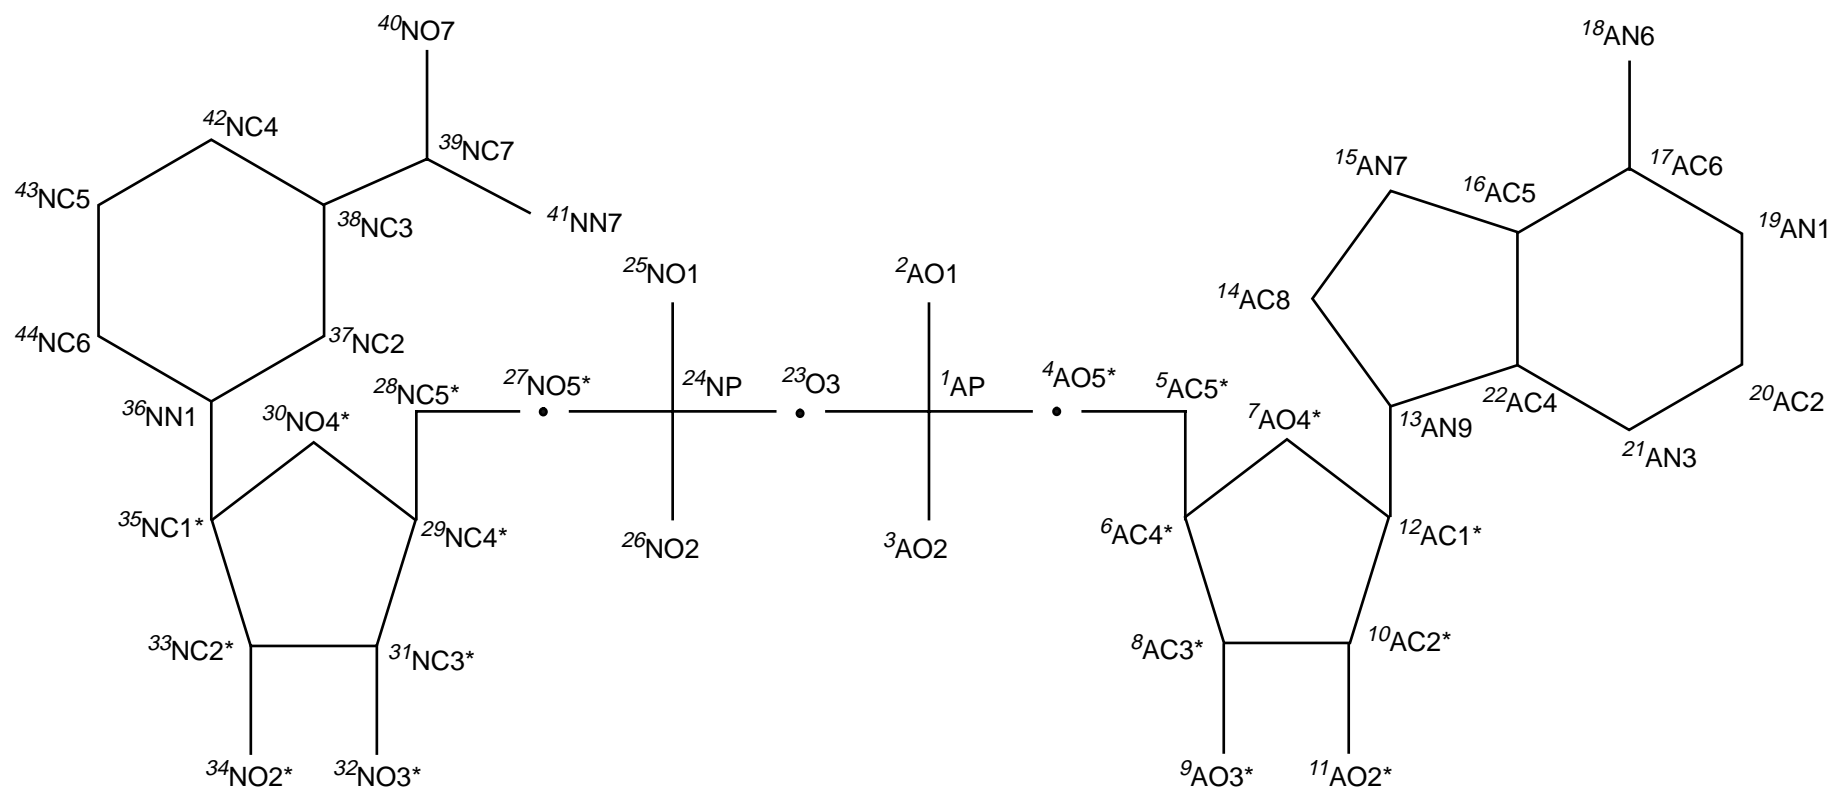 40NO7
18AN6
42NC4
39NC7
15AN7
17AC6
16AC5
43NC5
38NC3
41NN7
19AN1
25NO1
2AO1
14AC8
44NC6
37NC2
28NC5*
27NO5*
24NP
23O3
1AP
4AO5*
5AC5*
22AC4
20AC2
36NN1
30NO4*
7AO4*
13AN9
21AN3
35NC1*
29NC4*
26NO2
3AO2
6AC4*
12AC1*
33NC2*
31NC3*
8AC3*
10AC2*
34NO2*
32NO3*
9AO3*
11AO2*